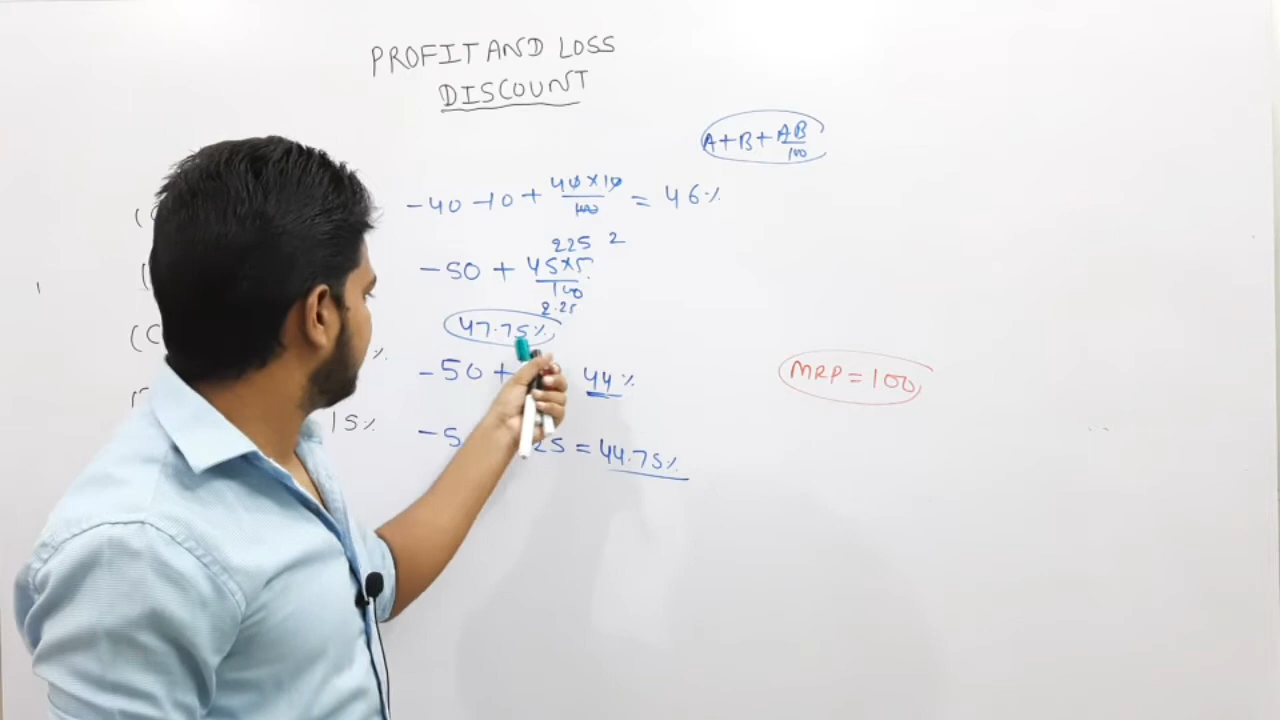 PROFIT AND LOSS
DISCOUNT
A+B+AB/100
-40-10+40×10/100 = 46%
225 2
-50+45×5/100
2.25
47.75%
-50+ 44%
MRP=100
15%
-5 25 = 44.75%